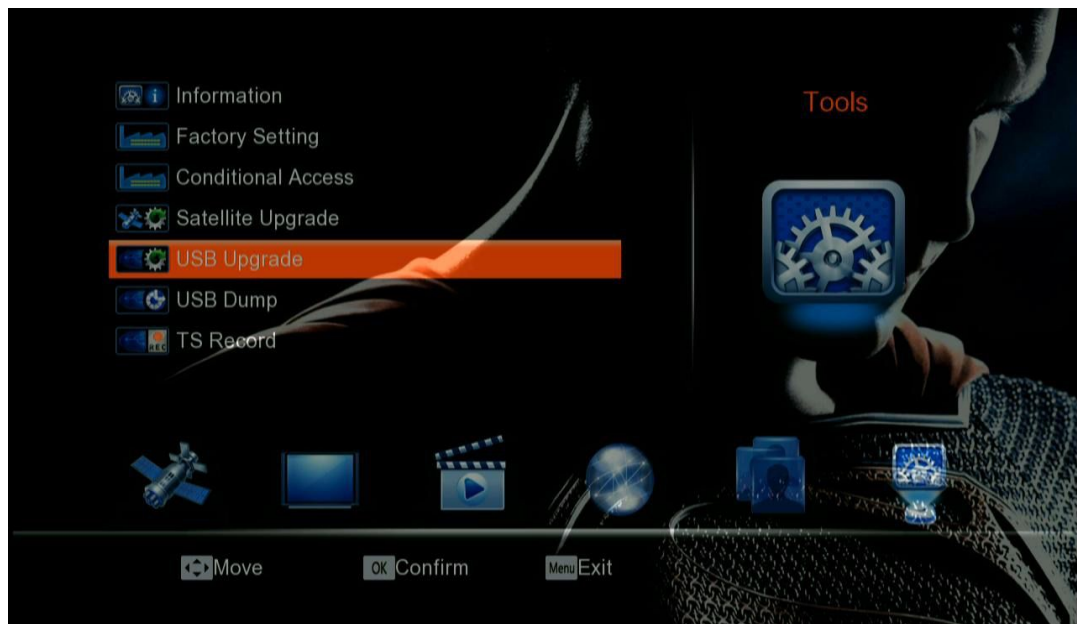 Information
Factory Setting
Conditional Access
Satellite Upgrade
USB Upgrade
USB Dump
REC TS Record
Tools
Move
OK Confirm
Menu Exit